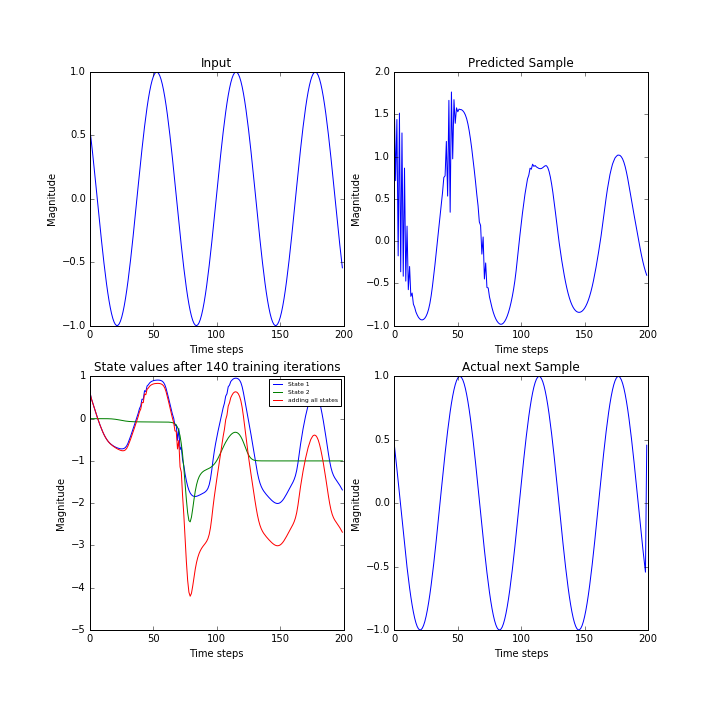 Input
Magnitude
1.0
0.5
0.0
−0.5
−1.0
0
50
100
150
200
Time steps
Predicted Sample
Magnitude
2.0
1.5
1.0
0.5
0.0
−0.5
−1.0
0
50
100
150
200
Time steps
State values after 140 training iterations
Magnitude
1
0
−1
−2
−3
−4
−5
State 1
State 2
adding all states
0
50
100
150
200
Time steps
Actual next Sample
Magnitude
1.0
0.5
0.0
−0.5
−1.0
0
50
100
150
200
Time steps